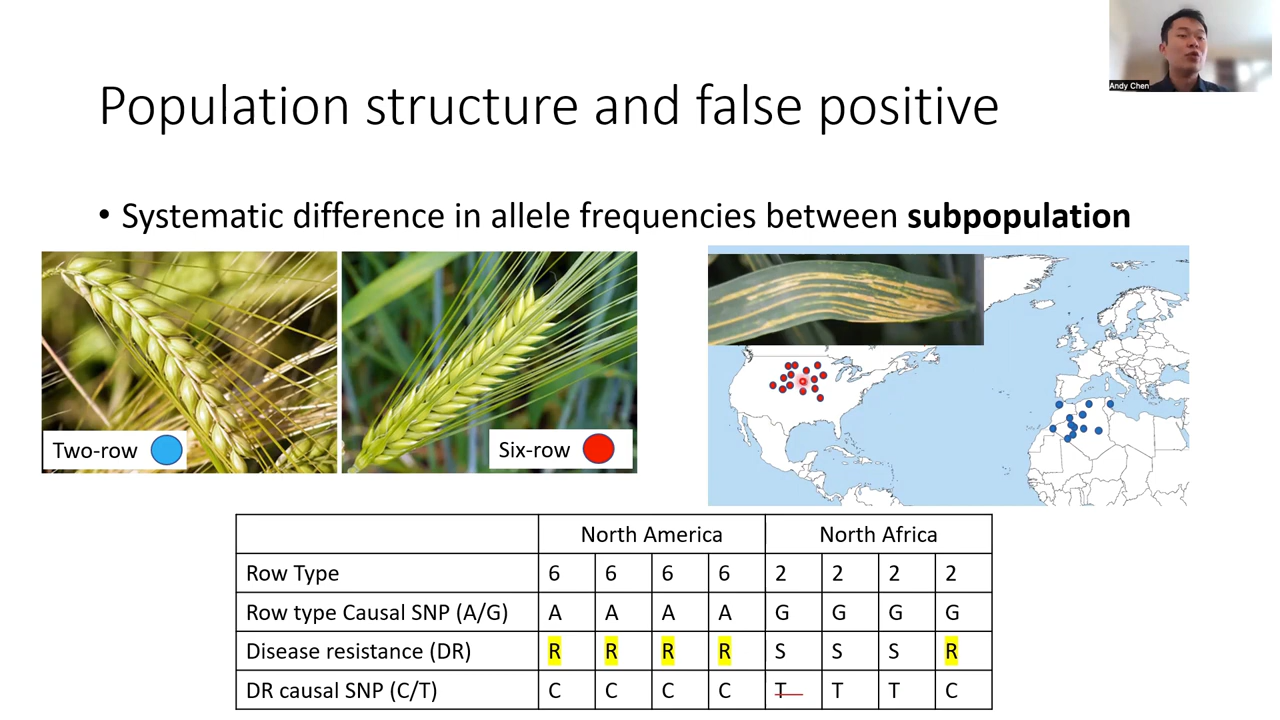 Andy Chen
Population structure and false positive
• Systematic difference in allele frequencies between subpopulation
Two-row
Six-row
North America North Africa
Row Type 6 6 6 6 2 2 2 2
Row type Causal SNP (A/G) A A A A G G G G
Disease resistance (DR) R R R R S S S R
DR causal SNP (C/T) C C C C T T T C